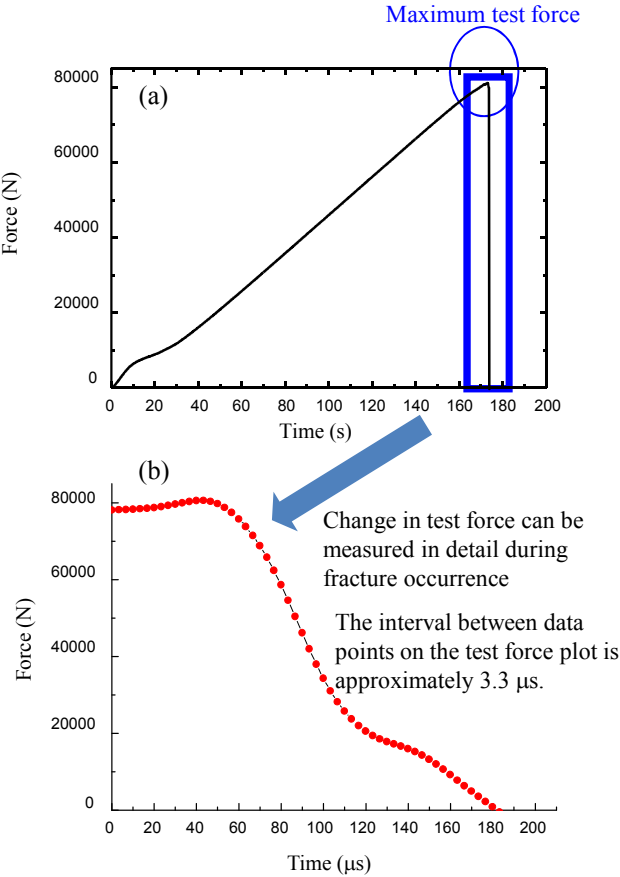 Maximum test force
(a)
80000
60000
40000
20000
0
Force (N)
0 20 40 60 80 100 120 140 160 180 200
Time (s)
(b)
80000
60000
40000
20000
0
Force (N)
Change in test force can be
measured in detail during
fracture occurrence
The interval between data
points on the test force plot is
approximately 3.3 μs.
0 20 40 60 80 100 120 140 160 180 200
Time (μs)